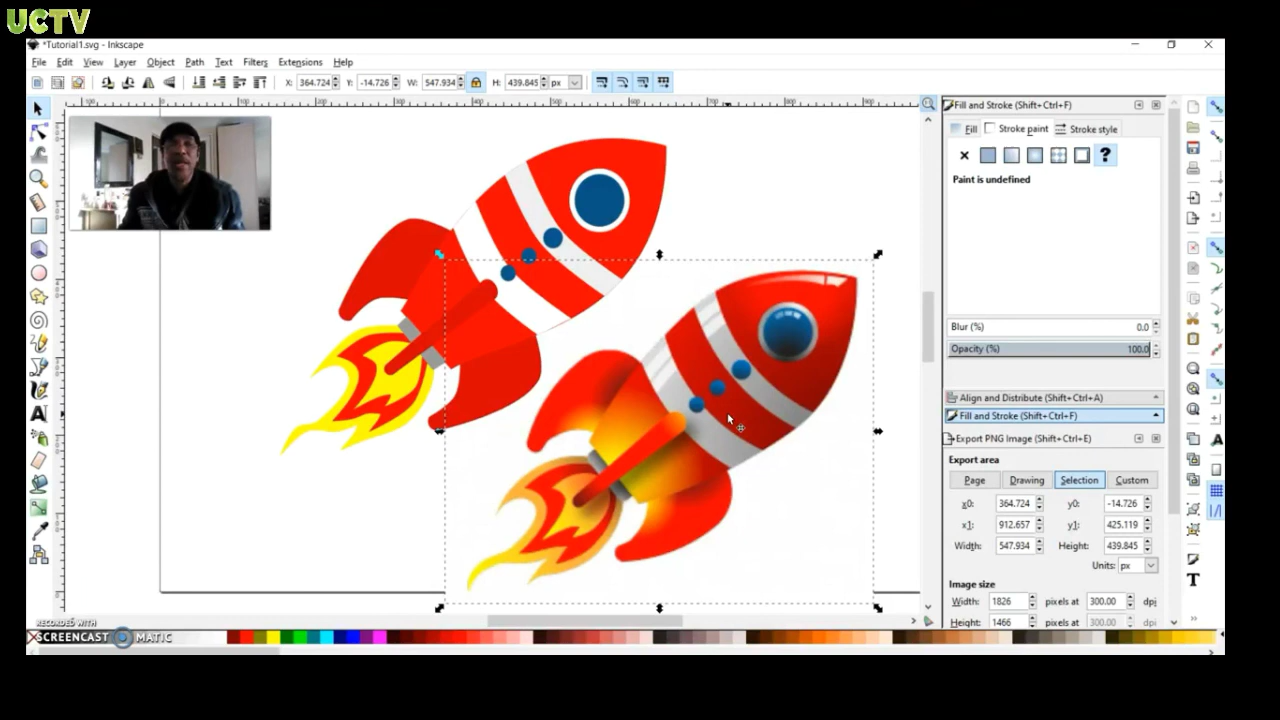 UCTV
*Tutorial1.svg - Inkscape
File Edit View Layer Object Path Text Filters Extensions Help
X: 364.724 Y: -14.726 W: 547.934 H: 439.845 px
Fill and Stroke (Shift+Ctrl+F)
Fill Stroke paint Stroke style
?
Paint is undefined
Blur (%) 0.0
Opacity (%) 100.0
Align and Distribute (Shift+Ctrl+A)
Fill and Stroke (Shift+Ctrl+F)
Export PNG Image (Shift+Ctrl+E)
Export area
Page Drawing Selection Custom
x0: 364.724 y0: -14.726
x1: 912.657 y1: 425.119
Width: 547.934 Height: 439.845
Units: px
Image size
Width: 1826 pixels at 300.00 dpi
Height: 1466 pixels at 300.00 dpi
RECORDED WITH
SCREENCAST MATIC